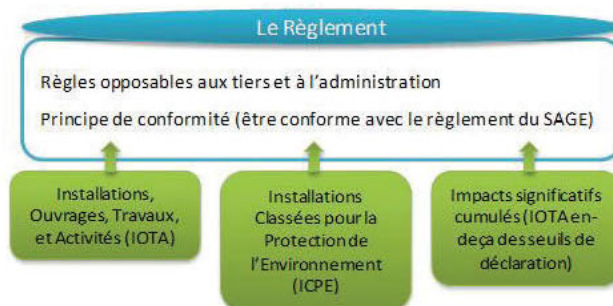 Le Règlement
Règles opposables aux tiers et à l'administration
Principe de conformité (être conforme avec le règlement du SAGE)
Installations,
Ouvrages, Travaux,
et Activités (IOTA)
Installations
Classées pour la
Protection de
l'Environnement
(ICPE)
Impacts significatifs
cumulés (IOTA en-
deça des seuils de
déclaration)